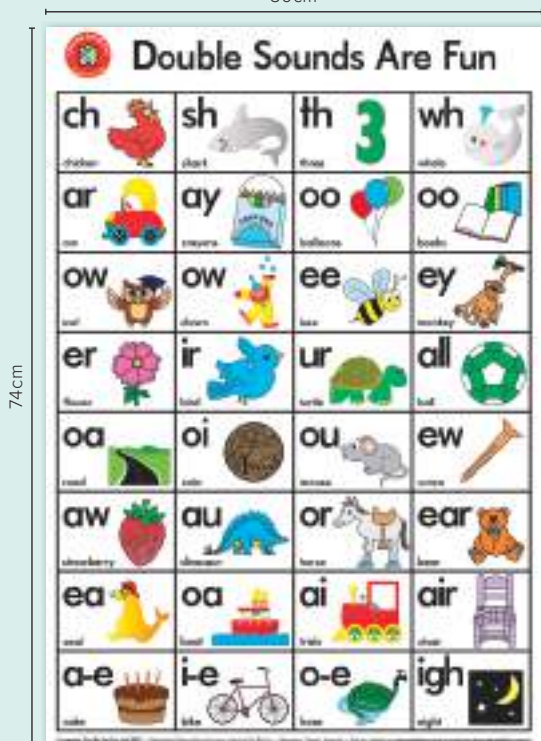 Double Sounds Are Fun
ch sh th wh
chicken shark three whale
ar ay oo oo
car crayons balloons books
ow ow ee ey
owl clown bee monkey
er ir ur all
flower bird turtle ball
oa oi ou ew
road coin mouse screw
aw au or ear
strawberry dinosaur horse bear
ea oa ai air
seal boat train chair
a-e i-e o-e igh
cake bike night
74cm